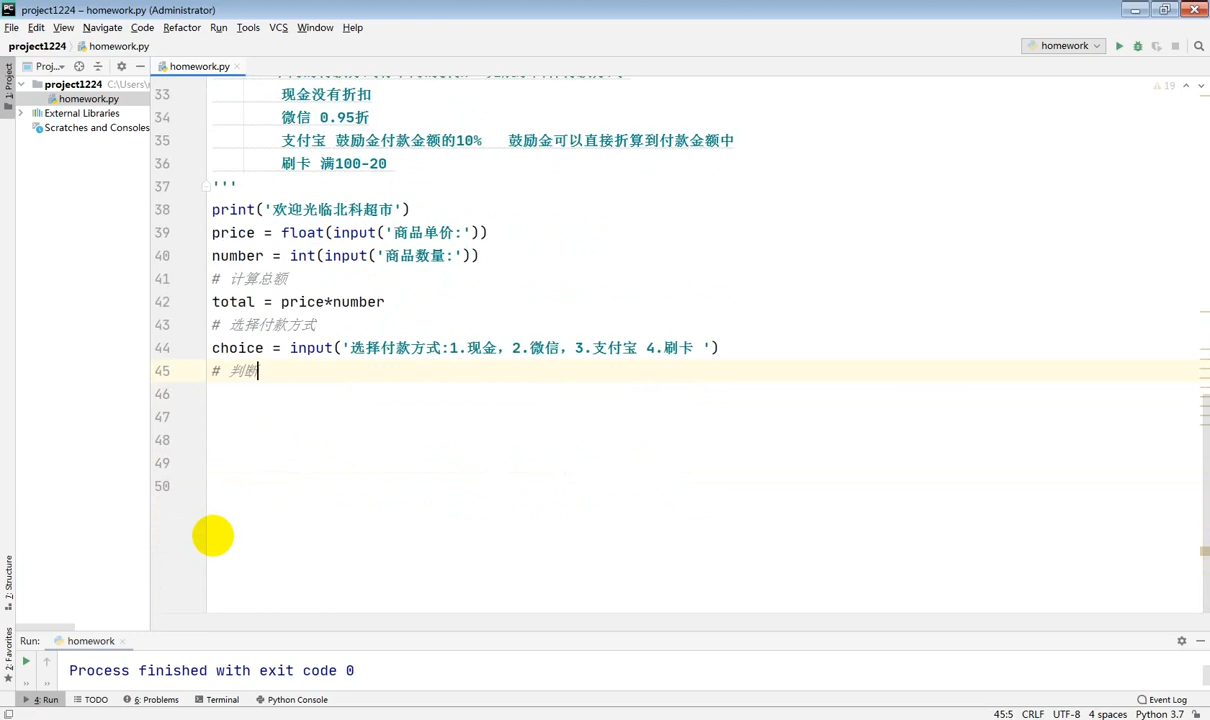 project1224 – homework.py (Administrator)
File Edit View Navigate Code Refactor Run Tools VCS Window Help
project1224 homework.py
homework
Proj...
homework.py
1: Project
project1224 C:\Users\
homework.py
External Libraries
Scratches and Consoles
19
33 现金没有折扣
34 微信 0.95折
35 支付宝 鼓励金付款金额的10% 鼓励金可以直接折算到付款金额中
36 刷卡 满100-20
37 '''
38 print('欢迎光临北科超市')
39 price = float(input('商品单价:'))
40 number = int(input('商品数量:'))
41 # 计算总额
42 total = price*number
43 # 选择付款方式
44 choice = input('选择付款方式:1.现金，2.微信，3.支付宝 4.刷卡 ')
45 # 判断
46
47
48
49
50
7: Structure
2: Favorites
Run: homework
Process finished with exit code 0
4: Run TODO 6: Problems Terminal Python Console Event Log
45:5 CRLF UTF-8 4 spaces Python 3.7